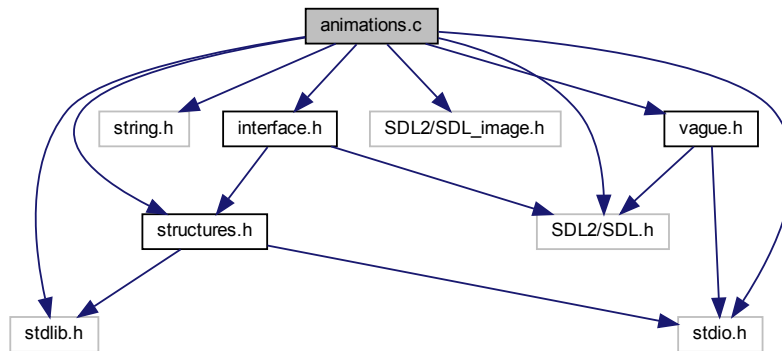 animations.c
string.h
interface.h
SDL2/SDL_image.h
vague.h
structures.h
SDL2/SDL.h
stdlib.h
stdio.h